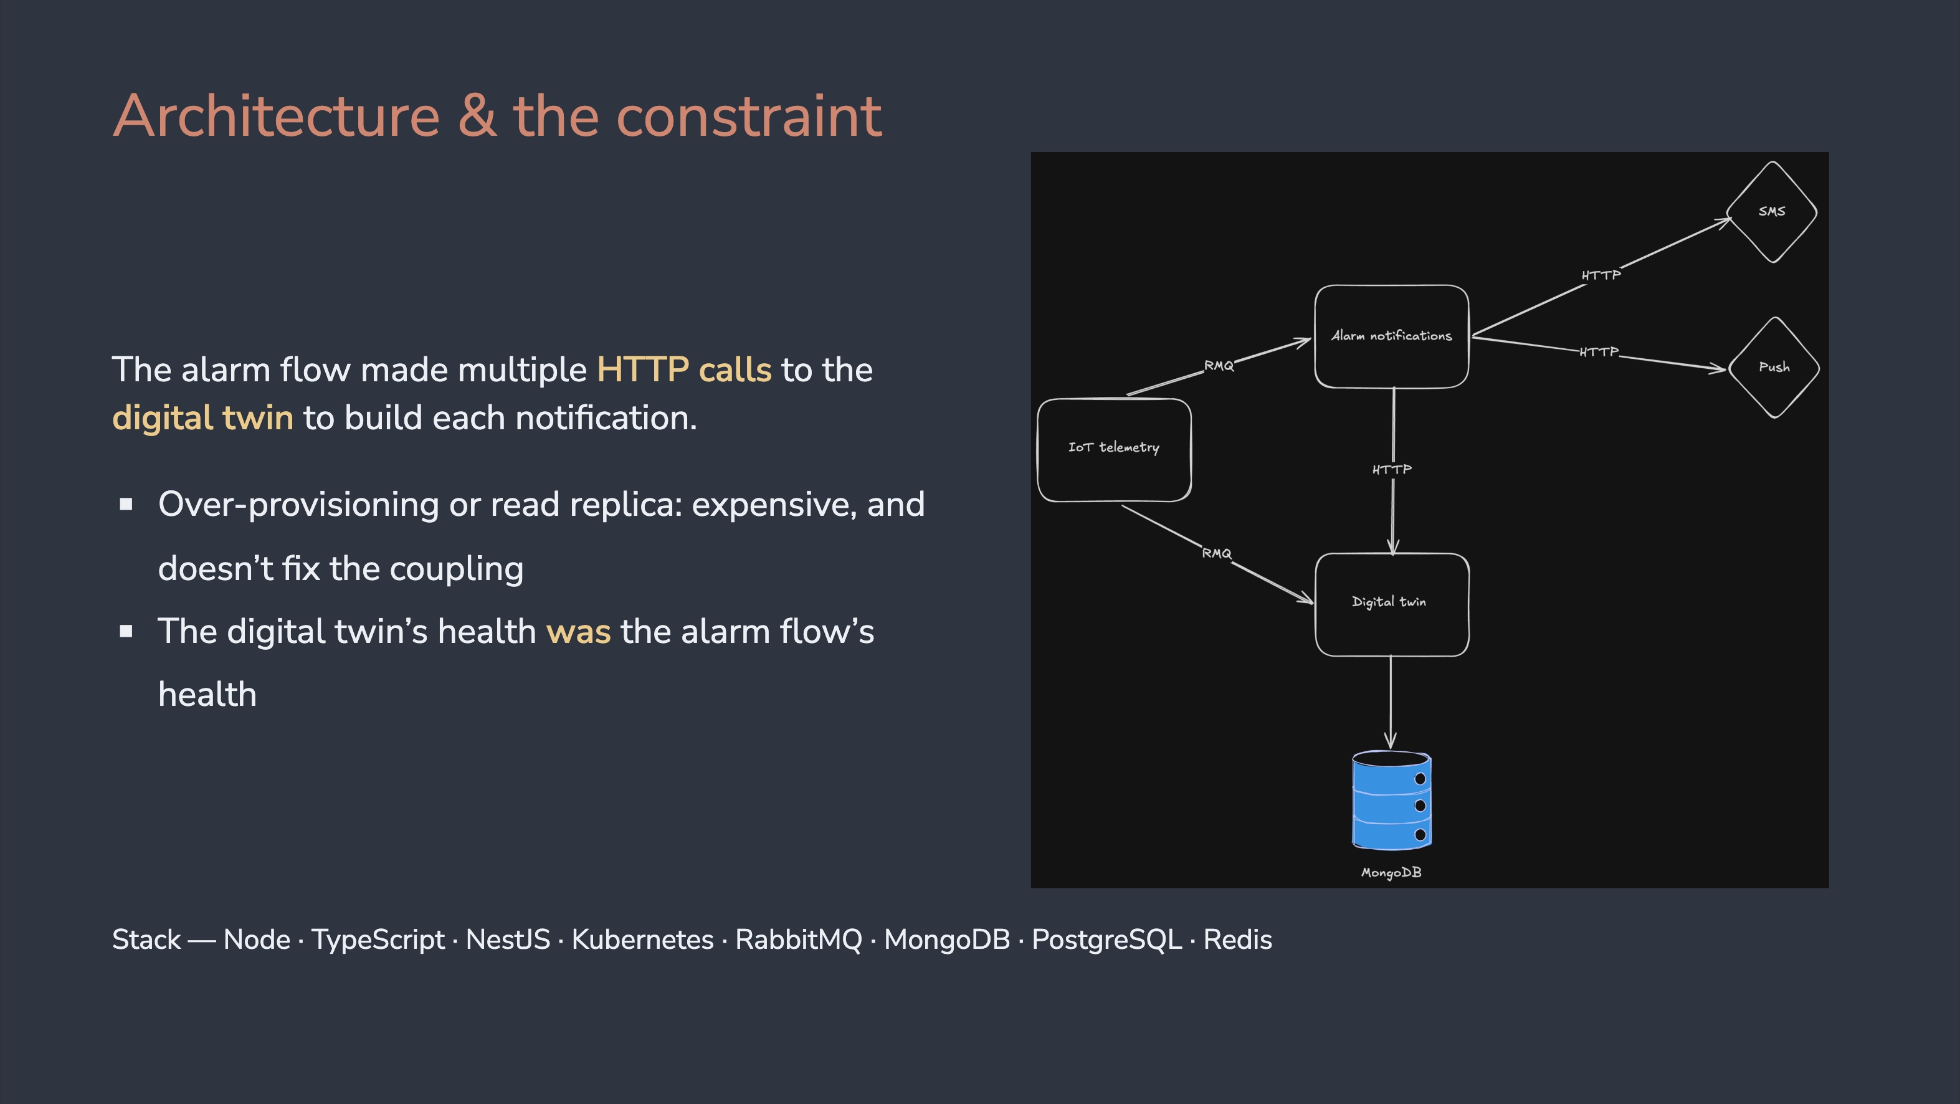 Architecture & the constraint
The alarm flow made multiple HTTP calls to the
digital twin to build each notification.
▪ Over-provisioning or read replica: expensive, and
doesn’t fix the coupling
▪ The digital twin’s health was the alarm flow’s
health
SMS
HTTP
Alarm notifications
HTTP
Push
RMQ
IoT telemetry
HTTP
RMQ
Digital twin
MongoDB
Stack — Node · TypeScript · NestJS · Kubernetes · RabbitMQ · MongoDB · PostgreSQL · Redis